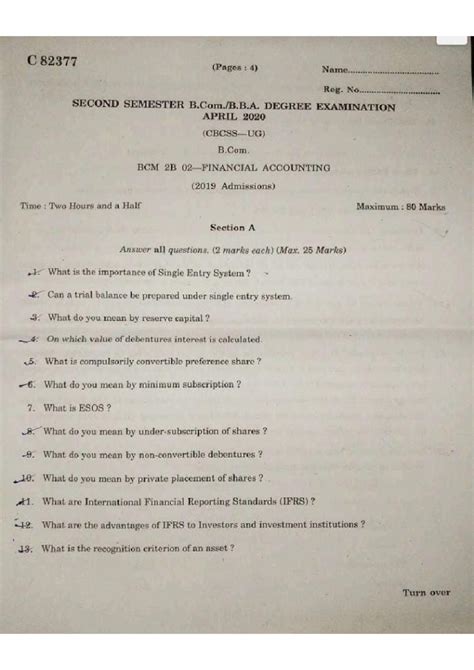 C 82377
(Pages : 4)
Name............................
Reg. No............................
SECOND SEMESTER B.Com./B.B.A. DEGREE EXAMINATION
APRIL 2020
(CBCSS—UG)
B.Com.
BCM 2B 02—FINANCIAL ACCOUNTING
(2019 Admissions)
Time : Two Hours and a Half Maximum : 80 Marks
Section A
Answer all questions. (2 marks each) (Max. 25 Marks)
1. What is the importance of Single Entry System ?
2. Can a trial balance be prepared under single entry system.
3. What do you mean by reserve capital ?
4. On which value of debentures interest is calculated.
5. What is compulsorily convertible preference share ?
6. What do you mean by minimum subscription ?
7. What is ESOS ?
8. What do you mean by under-subscription of shares ?
9. What do you mean by non-convertible debentures ?
10. What do you mean by private placement of shares ?
11. What are International Financial Reporting Standards (IFRS) ?
12. What are the advantages of IFRS to Investors and investment institutions ?
13. What is the recognition criterion of an asset ?
Turn over